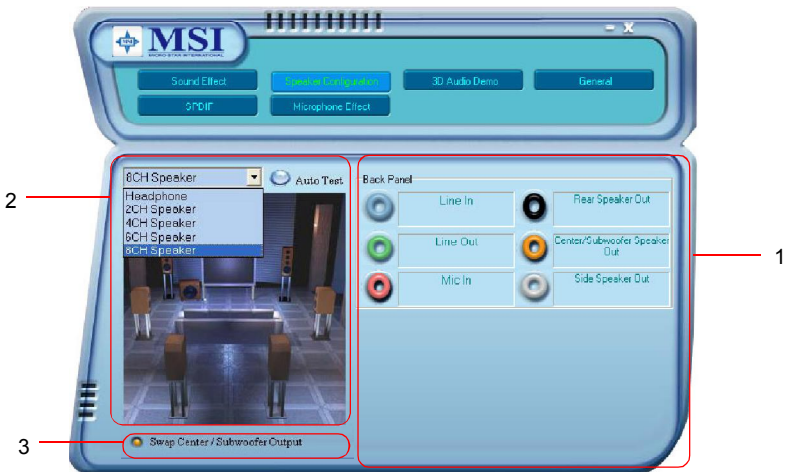 MSI
MICRO-STAR INTERNATIONAL
- X
Sound Effect
Speaker Configuration
3D Audio Demo
General
SPDIF
Microphone Effect
8CH Speaker
Auto Test
Headphone
2CH Speaker
4CH Speaker
6CH Speaker
8CH Speaker
Swap Center / Subwoofer Output
Back Panel
Line In
Rear Speaker Out
Line Out
Center/Subwoofer Speaker
Out
Mic In
Side Speaker Out
2
1
3